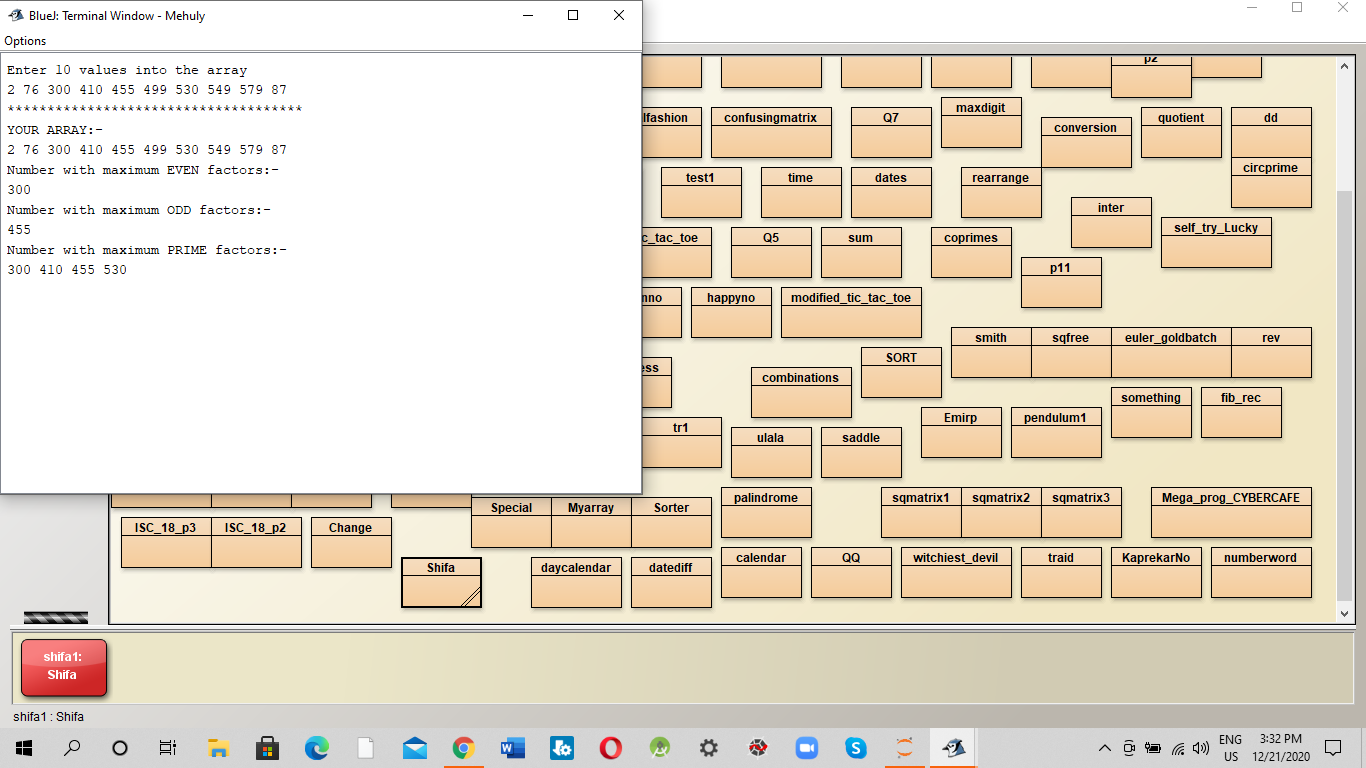 BlueJ: Terminal Window - Mehuly
Options
Enter 10 values into the array
2 76 300 410 455 499 530 549 579 87
*************************************
YOUR ARRAY:-
2 76 300 410 455 499 530 549 579 87
Number with maximum EVEN factors:-
300
Number with maximum ODD factors:-
455
Number with maximum PRIME factors:-
300 410 455 530
p2
lfashion confusingmatrix Q7 maxdigit conversion quotient dd
test1 time dates rearrange circprime
inter self_try_Lucky
c_tac_toe Q5 sum coprimes
p11
nno happyno modified_tic_tac_toe
smith sqfree euler_goldbatch rev
ess combinations SORT
something fib_rec
tr1 ulala saddle Emirp pendulum1
Special Myarray Sorter palindrome sqmatrix1 sqmatrix2 sqmatrix3 Mega_prog_CYBERCAFE
ISC_18_p3 ISC_18_p2 Change
Shifa daycalendar datediff calendar QQ witchiest_devil traid KaprekarNo numberword
shifa1:
Shifa
shifa1 : Shifa
ENG 3:32 PM
US 12/21/2020